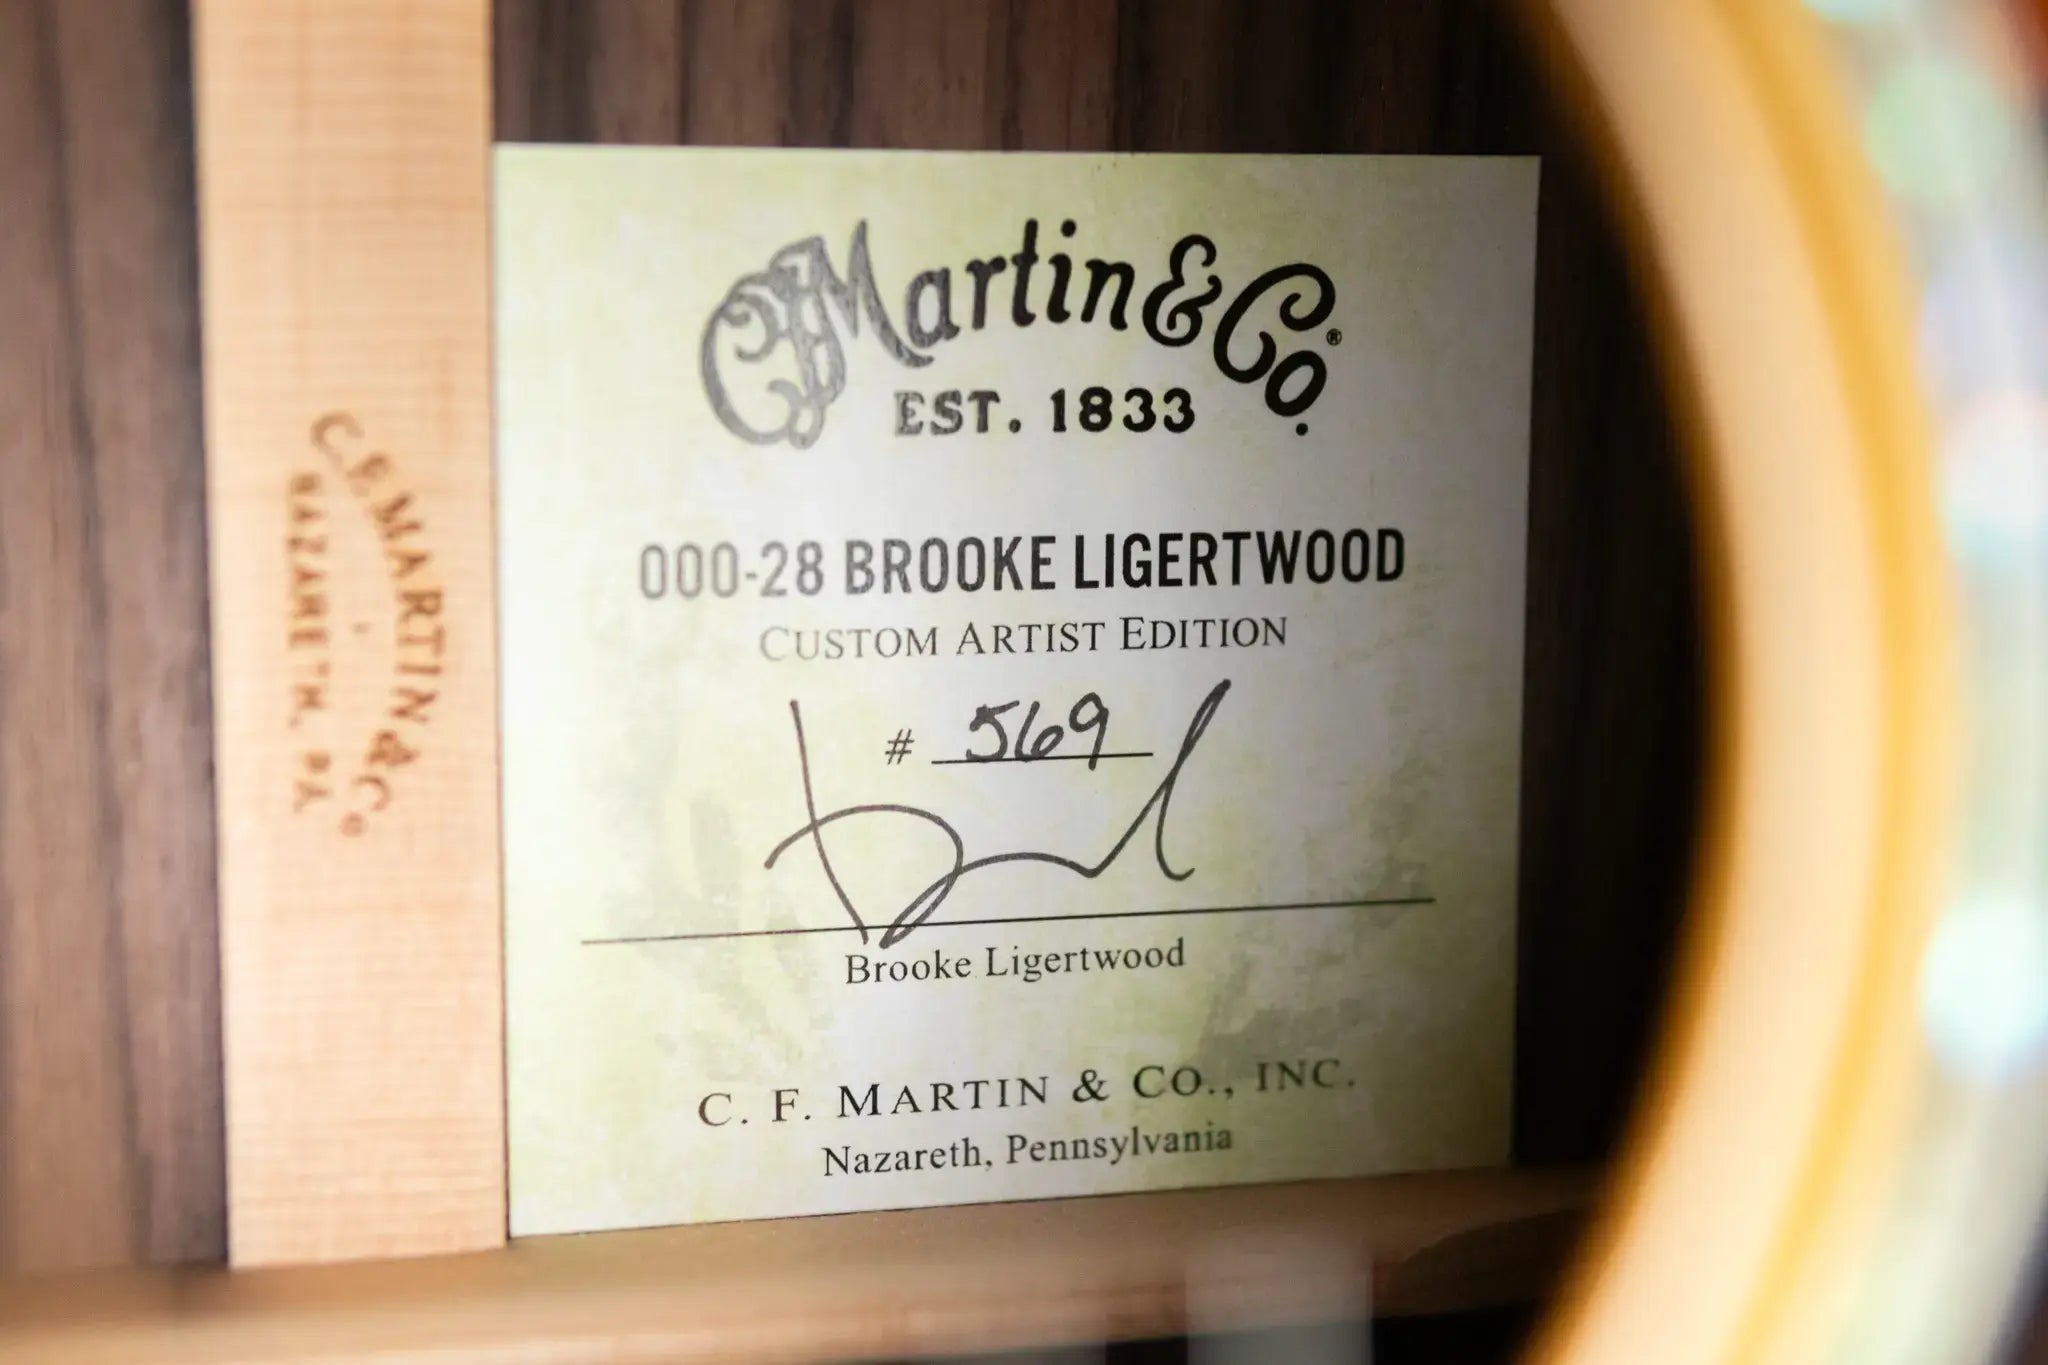 C.F. MARTIN & Co
NAZARETH, PA.
CF Martin & Co.®
EST. 1833
000-28 BROOKE LIGERTWOOD
CUSTOM ARTIST EDITION
# 569
Brooke Ligertwood
C. F. MARTIN & CO., INC.
Nazareth, Pennsylvania